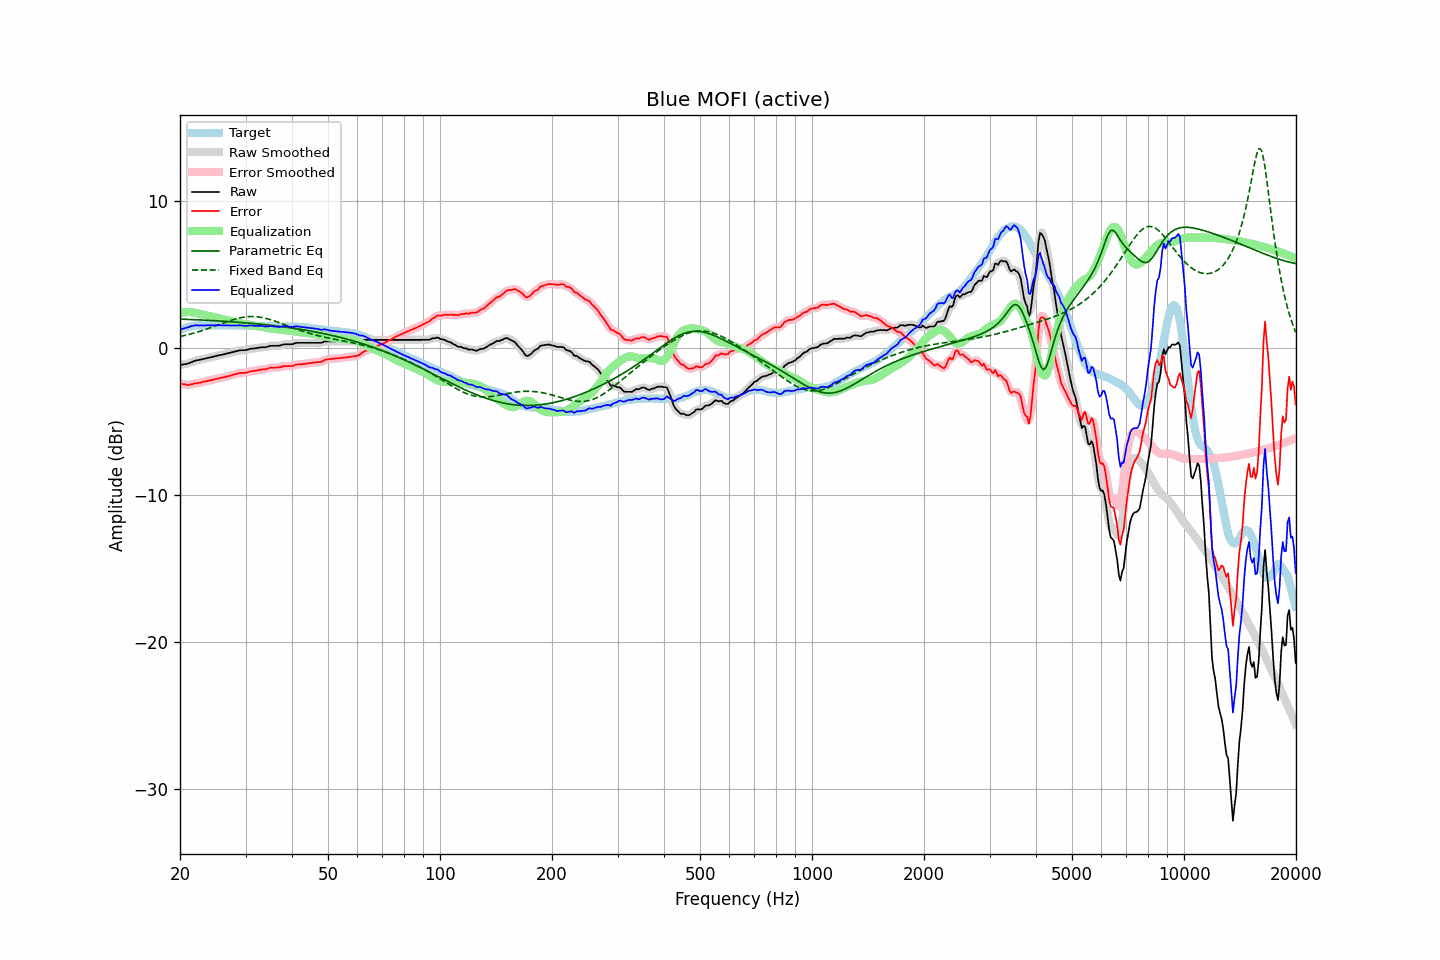 Blue MOFI (active)
Target
Raw Smoothed
Error Smoothed
Raw
Error
Equalization
Parametric Eq
Fixed Band Eq
Equalized
10
0
−10
−20
−30
Amplitude (dBr)
20 50 100 200 500 1000 2000 5000 10000 20000
Frequency (Hz)